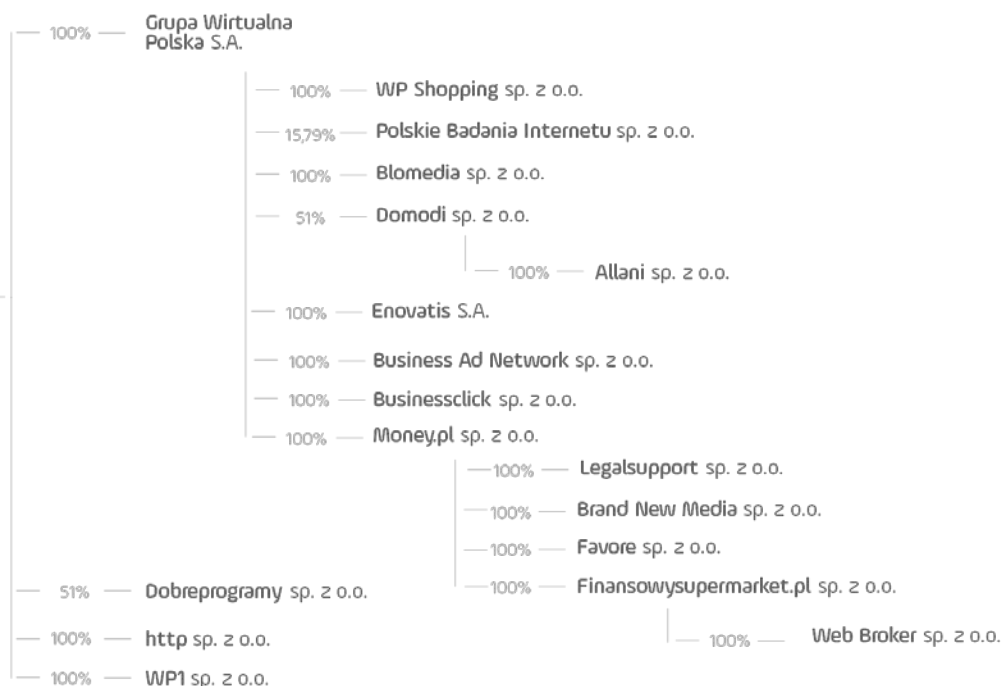 100% Grupa Wirtualna
Polska S.A.
100% WP Shopping sp. z o.o.
15,79% Polskie Badania Internetu sp. z o.o.
100% Blomedia sp. z o.o.
51% Domodi sp. z o.o.
100% Allani sp. z o.o.
100% Enovatis S.A.
100% Business Ad Network sp. z o.o.
100% Businessclick sp. z o.o.
100% Money.pl sp. z o.o.
100% Legalsupport sp. z o.o.
100% Brand New Media sp. z o.o.
100% Favore sp. z o.o.
100% Finansowysupermarket.pl sp. z o.o.
51% Dobreprogramy sp. z o.o.
100% http sp. z o.o.
100% Web Broker sp. z o.o.
100% WP1 sp. z o.o.